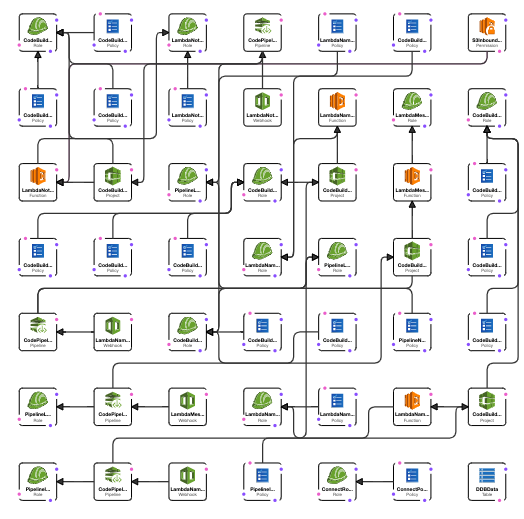 CodeBuild... CodeBuild... LambdaNot... CodePipel... LambdaNam... CodeBuild... S3Inbound...
Role Policy Role Pipeline Policy Policy Permission
CodeBuild... CodeBuild... LambdaNot... LambdaNot... LambdaNam... LambdaMes... CodeBuild...
Policy Policy Policy Webhook Function Role Role
LambdaNot... CodeBuild... PipelineL... CodeBuild... CodeBuild... LambdaMes... CodeBuild...
Function Project Role Role Project Function Policy
CodeBuild... CodeBuild... CodeBuild... LambdaNam... PipelineL... CodeBuild... CodeBuild...
Policy Policy Policy Role Role Project Policy
CodePipel... LambdaNam... CodeBuild... CodeBuild... CodeBuild... PipelineN... CodeBuild...
Pipeline Webhook Role Policy Policy Policy Policy
PipelineL... CodePipel... LambdaMes... LambdaNam... LambdaNam... LambdaNam... CodeBuild...
Role Pipeline Webhook Role Policy Function Project
PipelineL... CodePipel... LambdaNam... PipelineL... ConnectRo... ConnectPo... DDBData
Role Pipeline Webhook Policy Role Policy Table